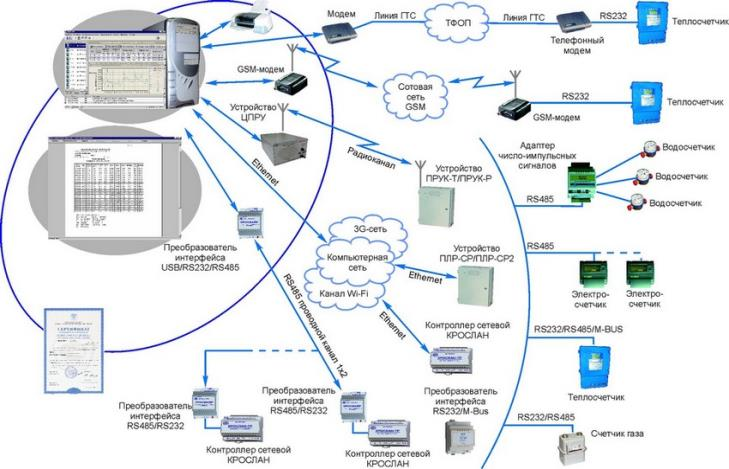 Модем
Линия ГТС
ТФОП
Линия ГТС
RS232
Телефонный
модем
Теплосчетчик
GSM-модем
Сотовая
сеть
GSM
RS232
GSM-модем
Теплосчетчик
Устройство
ЦПРУ
Ethernet
Радиоканал
Устройство
ПРУК-Т/ПРУК-Р
Адаптер
число-импульсных
сигналов
Водосчетчик
Водосчетчик
Водосчетчик
RS485
Преобразователь
интерфейса
USB/RS232/RS485
3G-сеть
Компьютерная
сеть
Канал Wi-Fi
Ethernet
Устройство
ПЛР-СР/ПЛР-СР2
RS485
Электро-
счетчик
Электро-
счетчик
RS485 проводной канал 1x2
Ethernet
Контроллер сетевой
КРОСЛАН
RS232/RS485/M-BUS
Теплосчетчик
СЕРТИФИКАТ
Преобразователь
интерфейса
RS485/RS232
Контроллер сетевой
КРОСЛАН
Преобразователь
интерфейса
RS485/RS232
Контроллер сетевой
КРОСЛАН
Преобразователь
интерфейса
RS232/M-Bus
RS232/RS485
Счетчик газа